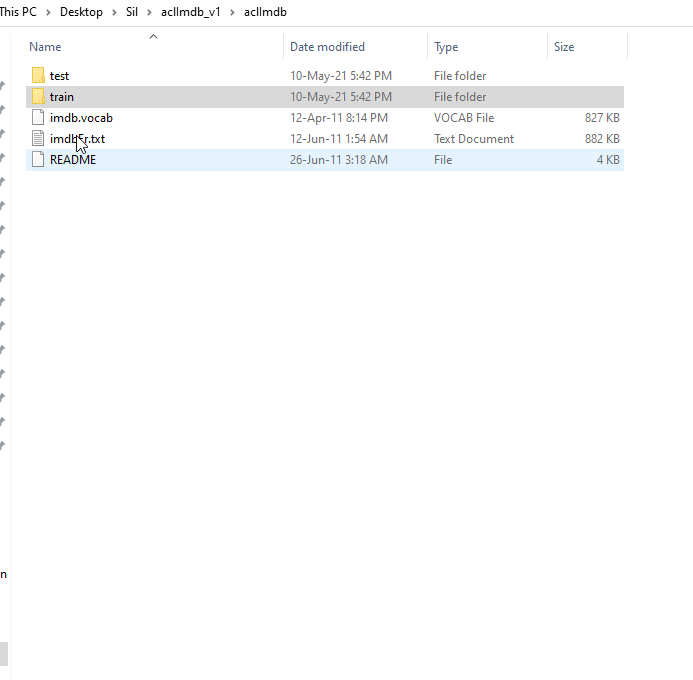 This PC > Desktop > Sil > aclImdb_v1 > aclImdb
Name Date modified Type Size
test 10-May-21 5:42 PM File folder
train 10-May-21 5:42 PM File folder
imdb.vocab 12-Apr-11 8:14 PM VOCAB File 827 KB
imdbEr.txt 12-Jun-11 1:54 AM Text Document 882 KB
README 26-Jun-11 3:18 AM File 4 KB
n